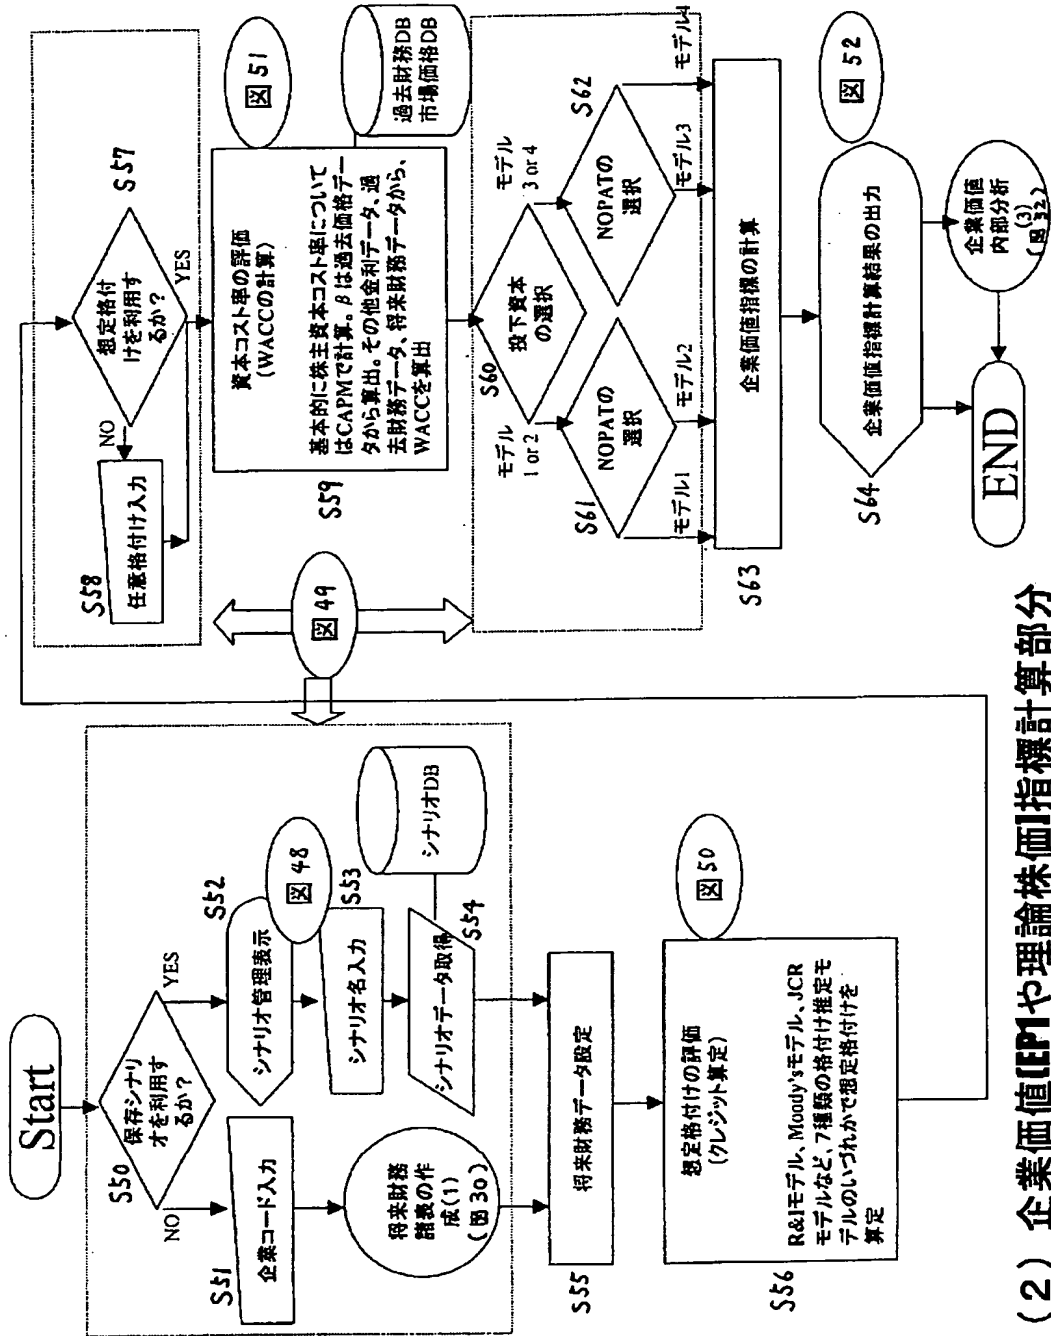 (2) 企業価値[EP]や理論株価]指標計算部分
Start
S50
保存シナリ
オを利用す
るか?
NO
YES
S51
企業コード入力
将来財務
諸表の作
成(1)
(図30)
S52
シナリオ管理表示
図48
S53
シナリオ名入力
S54
シナリオデータ取得
シナリオDB
S55
将来財務データ設定
S56
想定格付けの評価
(クレジット算定)
R&Iモデル、Moody'sモデル、JCR
モデルなど、7種類の格付け推定モ
デルのいづれかで想定格付けを
算定
図50
図49
S57
想定格付
けを利用す
るか?
NO
YES
S58
任意格付け入力
S59
資本コスト率の評価
(WACCの計算)
基本的に株主資本コスト率について
はCAPMで計算。βは過去価格デー
タから算出。その他金利データ、過
去財務データ、将来財務データから、
WACCを算出
図51
過去財務DB
市場価格DB
S60
投下資本
の選択
モデル
1 or 2
モデル
3 or 4
S61
NOPATの
選択
S62
NOPATの
選択
モデル1
モデル2
モデル3
モデル4
S63
企業価値指標の計算
S64
企業価値指標計算結果の出力
図52
企業価値
内部分析
(3)
(図32)
END